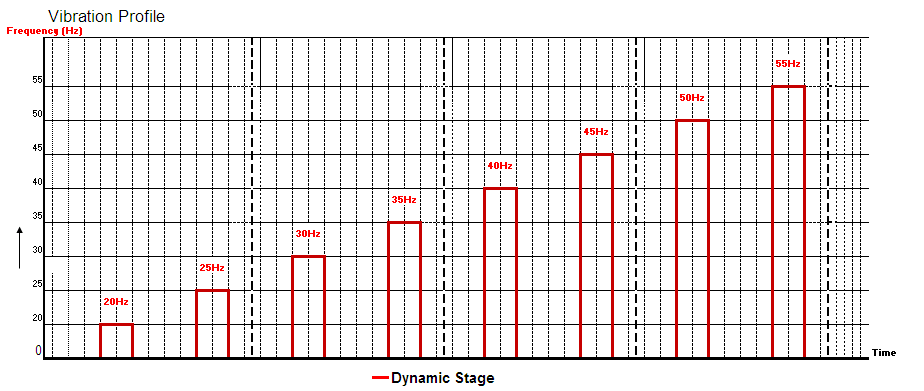 Vibration Profile
Frequency (Hz)
55
50
45
40
35
30
25
20
0
20Hz
25Hz
30Hz
35Hz
40Hz
45Hz
50Hz
55Hz
Time
Dynamic Stage